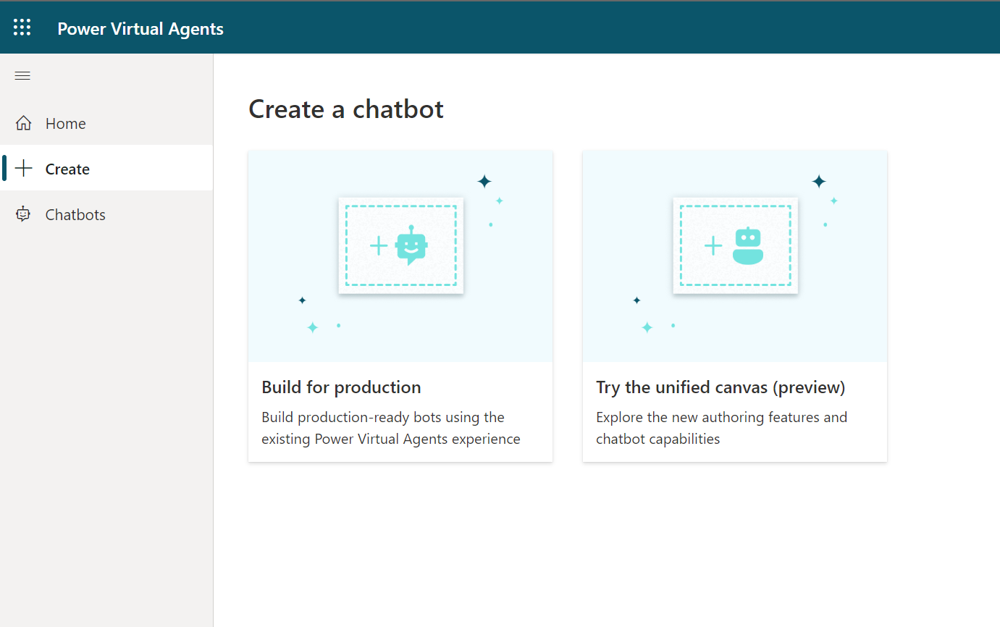 Power Virtual Agents
Home
Create
Chatbots
Create a chatbot
Build for production
Build production-ready bots using the
existing Power Virtual Agents experience
Try the unified canvas (preview)
Explore the new authoring features and
chatbot capabilities